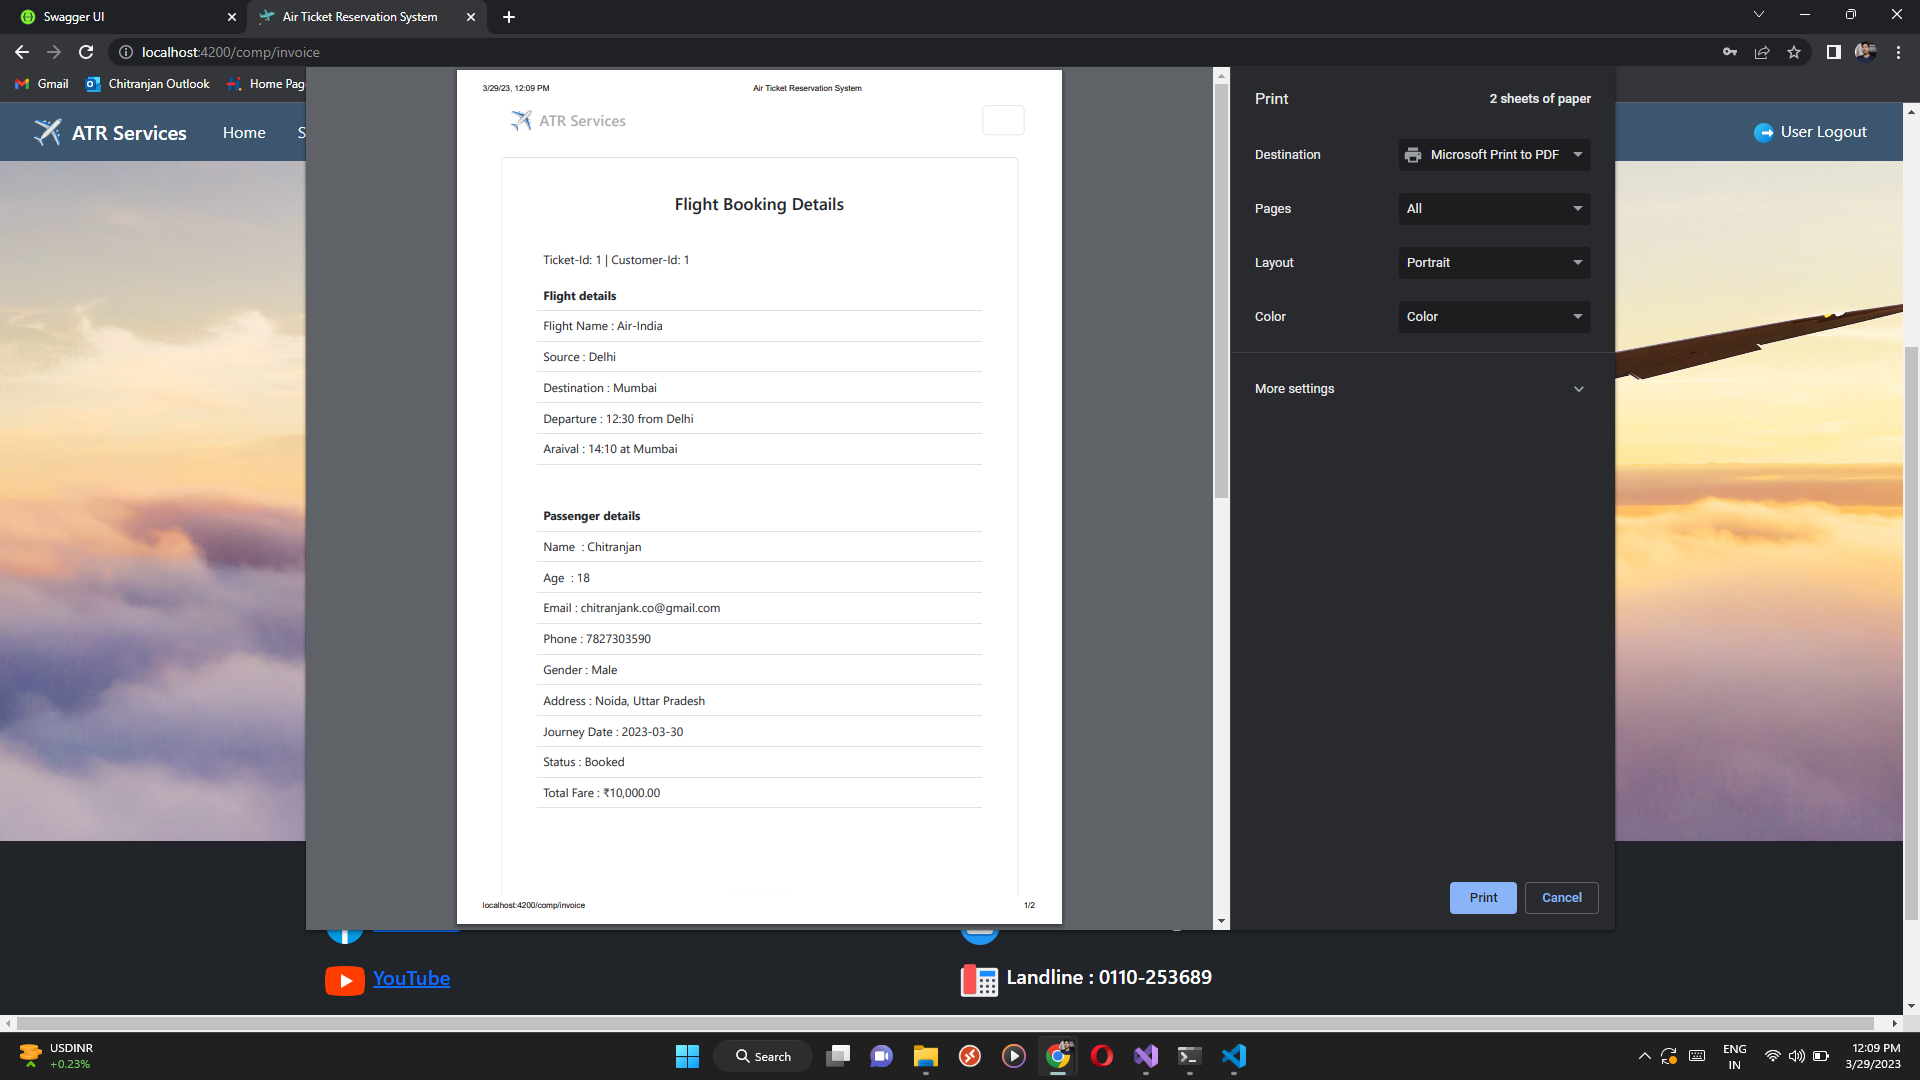 Swagger UI
Air Ticket Reservation System
localhost:4200/comp/invoice
Gmail
Chitranjan Outlook
Home Pag
ATR Services
Home
S
User Logout
3/29/23, 12:09 PM
Air Ticket Reservation System
ATR Services
Flight Booking Details
Ticket-Id: 1 | Customer-Id: 1
Flight details
Flight Name : Air-India
Source : Delhi
Destination : Mumbai
Departure : 12:30 from Delhi
Araival : 14:10 at Mumbai
Passenger details
Name : Chitranjan
Age : 18
Email : chitranjank.co@gmail.com
Phone : 7827303590
Gender : Male
Address : Noida, Uttar Pradesh
Journey Date : 2023-03-30
Status : Booked
Total Fare : ₹10,000.00
localhost:4200/comp/invoice
1/2
Print
2 sheets of paper
Destination
Microsoft Print to PDF
Pages
All
Layout
Portrait
Color
Color
More settings
Print
Cancel
YouTube
Landline : 0110-253689
USDINR
+0.23%
Search
ENG
IN
12:09 PM
3/29/2023